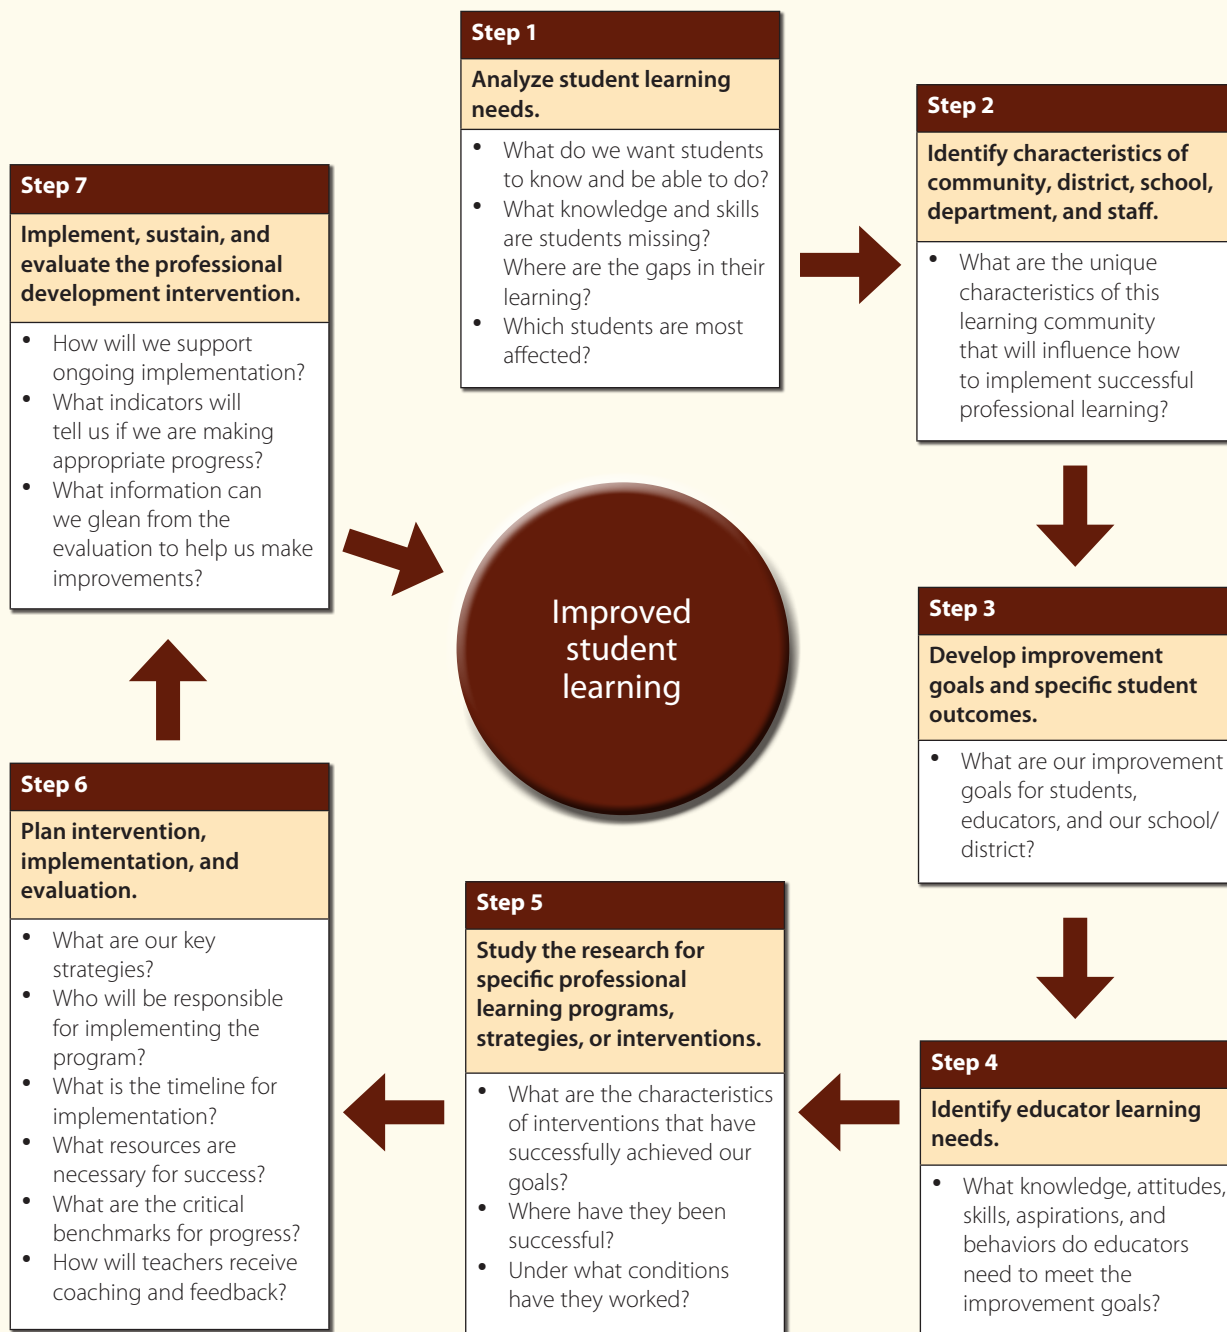 Step 1
Analyze student learning
needs.
• What do we want students
to know and be able to do?
• What knowledge and skills
are students missing?
Where are the gaps in their
learning?
• Which students are most
affected?
Step 2
Identify characteristics of
community, district, school,
department, and staff.
• What are the unique
characteristics of this
learning community
that will influence how
to implement successful
professional learning?
Step 3
Develop improvement
goals and specific student
outcomes.
• What are our improvement
goals for students,
educators, and our school/
district?
Step 4
Identify educator learning
needs.
• What knowledge, attitudes,
skills, aspirations, and
behaviors do educators
need to meet the
improvement goals?
Step 5
Study the research for
specific professional
learning programs,
strategies, or interventions.
• What are the characteristics
of interventions that have
successfully achieved our
goals?
• Where have they been
successful?
• Under what conditions
have they worked?
Step 6
Plan intervention,
implementation, and
evaluation.
• What are our key
strategies?
• Who will be responsible
for implementing the
program?
• What is the timeline for
implementation?
• What resources are
necessary for success?
• What are the critical
benchmarks for progress?
• How will teachers receive
coaching and feedback?
Step 7
Implement, sustain, and
evaluate the professional
development intervention.
• How will we support
ongoing implementation?
• What indicators will
tell us if we are making
appropriate progress?
• What information can
we glean from the
evaluation to help us make
improvements?
Improved
student
learning